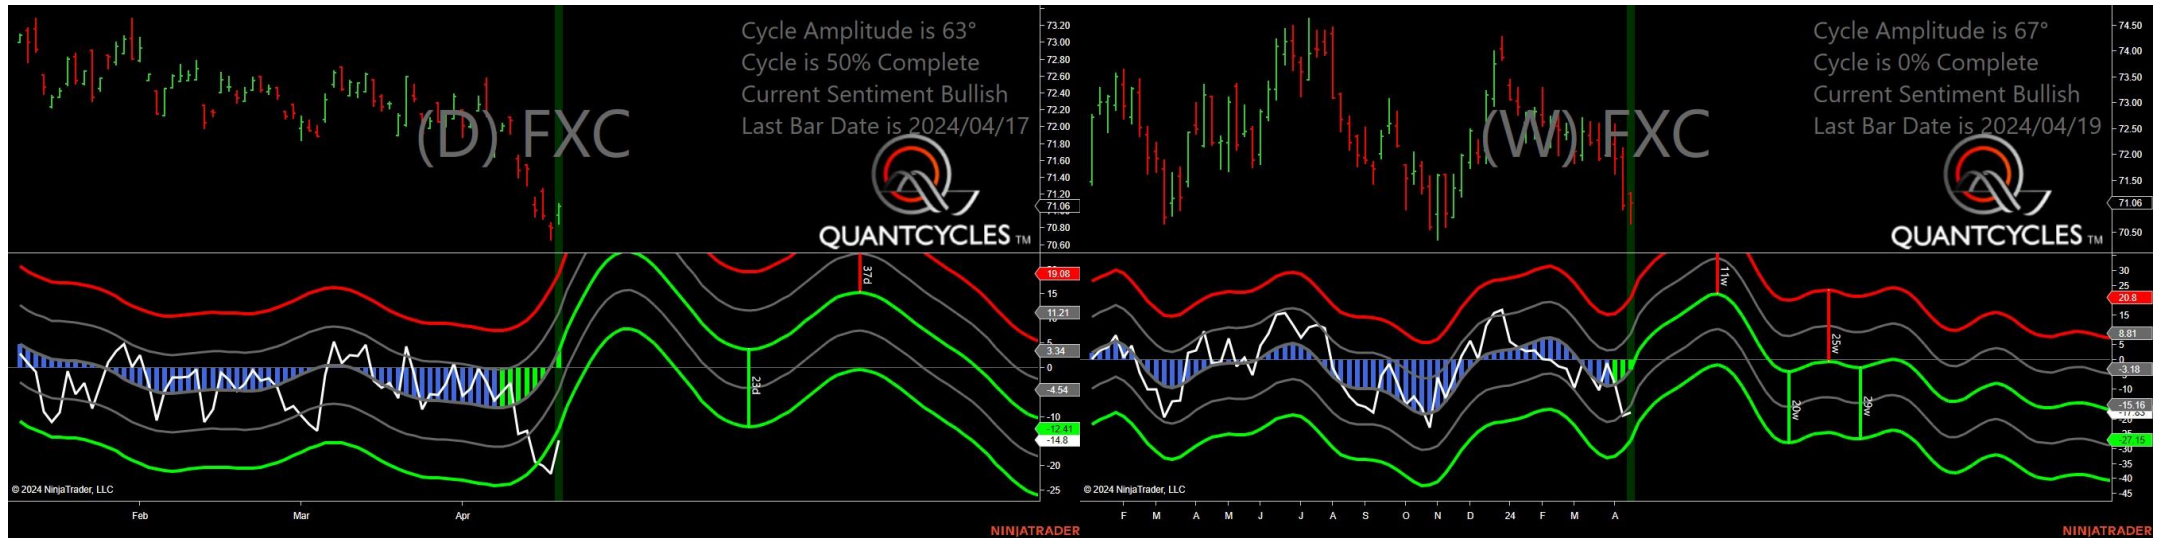 Cycle Amplitude is 63°
Cycle is 50% Complete
Current Sentiment Bullish
Last Bar Date is 2024/04/17
(D) FXC
QUANTCYCLES TM
73.20
73.00
72.80
72.60
72.40
72.20
72.00
71.80
71.60
71.40
71.20
71.06
70.80
70.60
37d
23d
19.08
15
11.21
5
3.34
0
-4.54
-10
-12.41
-14.8
-20
-25
© 2024 NinjaTrader, LLC
Feb
Mar
Apr
NINJATRADER
Cycle Amplitude is 67°
Cycle is 0% Complete
Current Sentiment Bullish
Last Bar Date is 2024/04/19
(W) FXC
QUANTCYCLES TM
74.50
74.00
73.50
73.00
72.50
72.00
71.50
71.06
70.50
11w
25w
20w
29w
30
25
20.8
15
8.81
5
0
-3.18
-10
-15.16
-17.83
-20
-27.15
-30
-35
-40
-45
© 2024 NinjaTrader, LLC
F
M
A
M
J
J
A
S
O
N
D
24
F
M
A
NINJATRADER